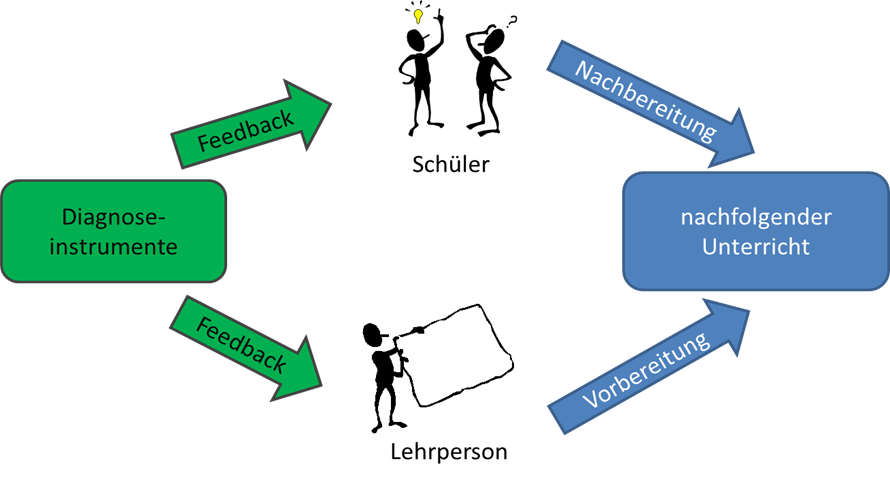 ?
Feedback
Nachbereitung
Schüler
Diagnose-
instrumente
nachfolgender
Unterricht
Feedback
Vorbereitung
Lehrperson